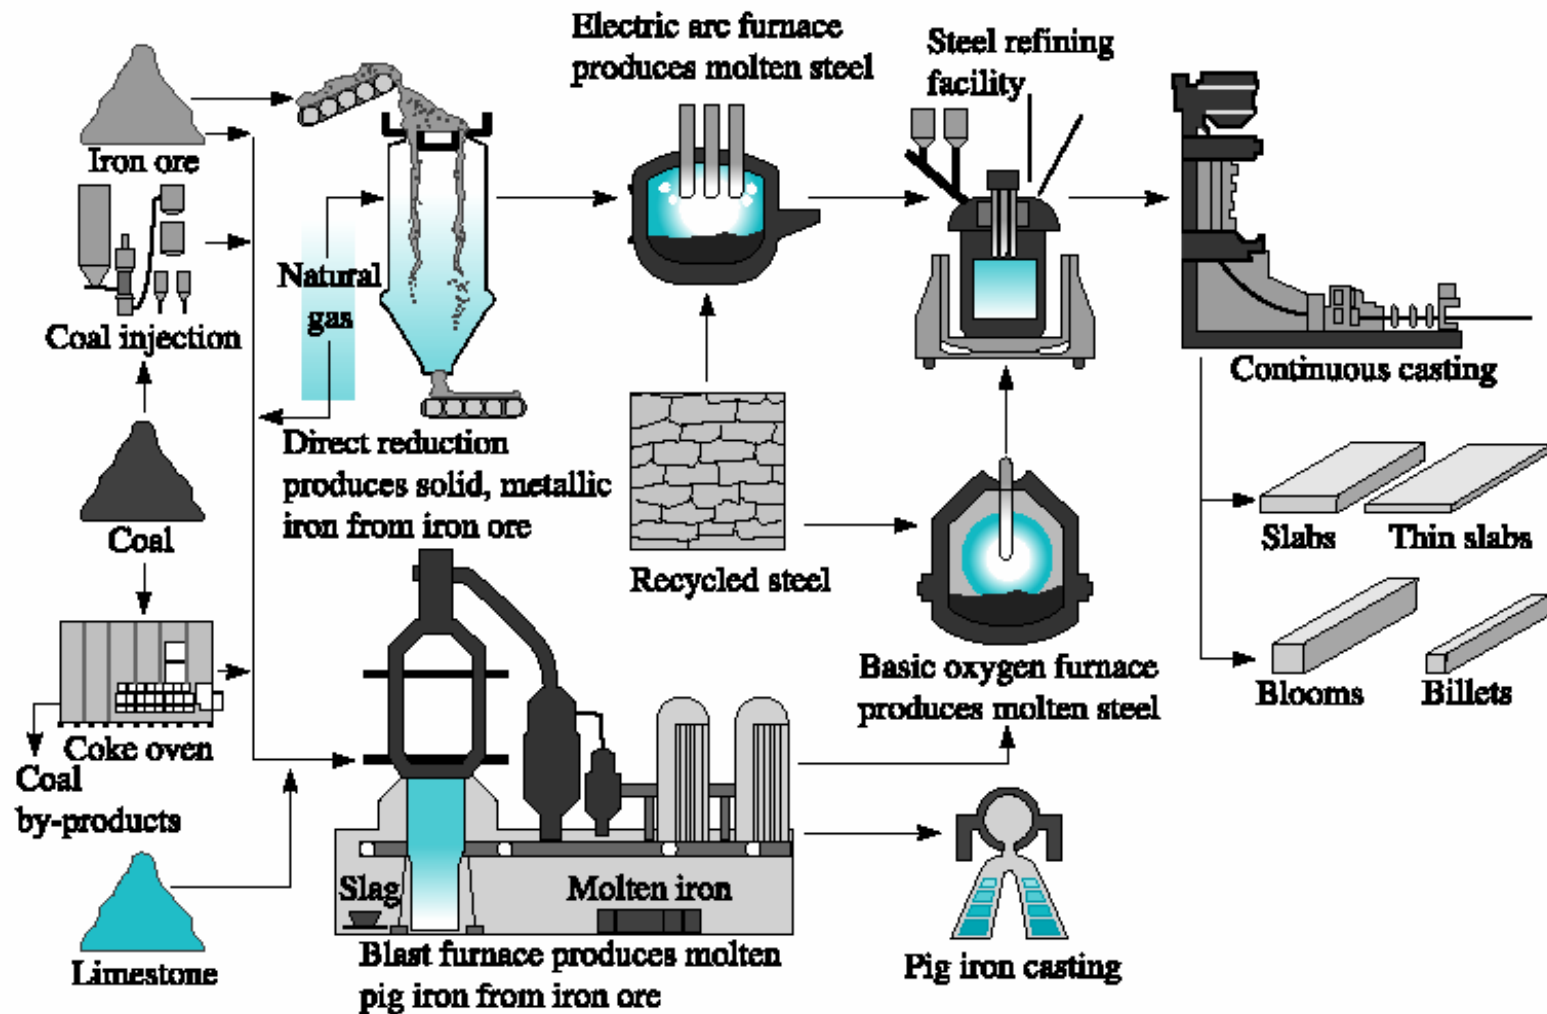 Electric arc furnace
produces molten steel
Steel refining
facility
Iron ore
Natural
gas
Coal injection
Continuous casting
Direct reduction
produces solid, metallic
iron from iron ore
Coal
Slabs
Thin slabs
Recycled steel
Basic oxygen furnace
produces molten steel
Blooms
Billets
Coke oven
Coal
by-products
Slag
Molten iron
Limestone
Blast furnace produces molten
pig iron from iron ore
Pig iron casting